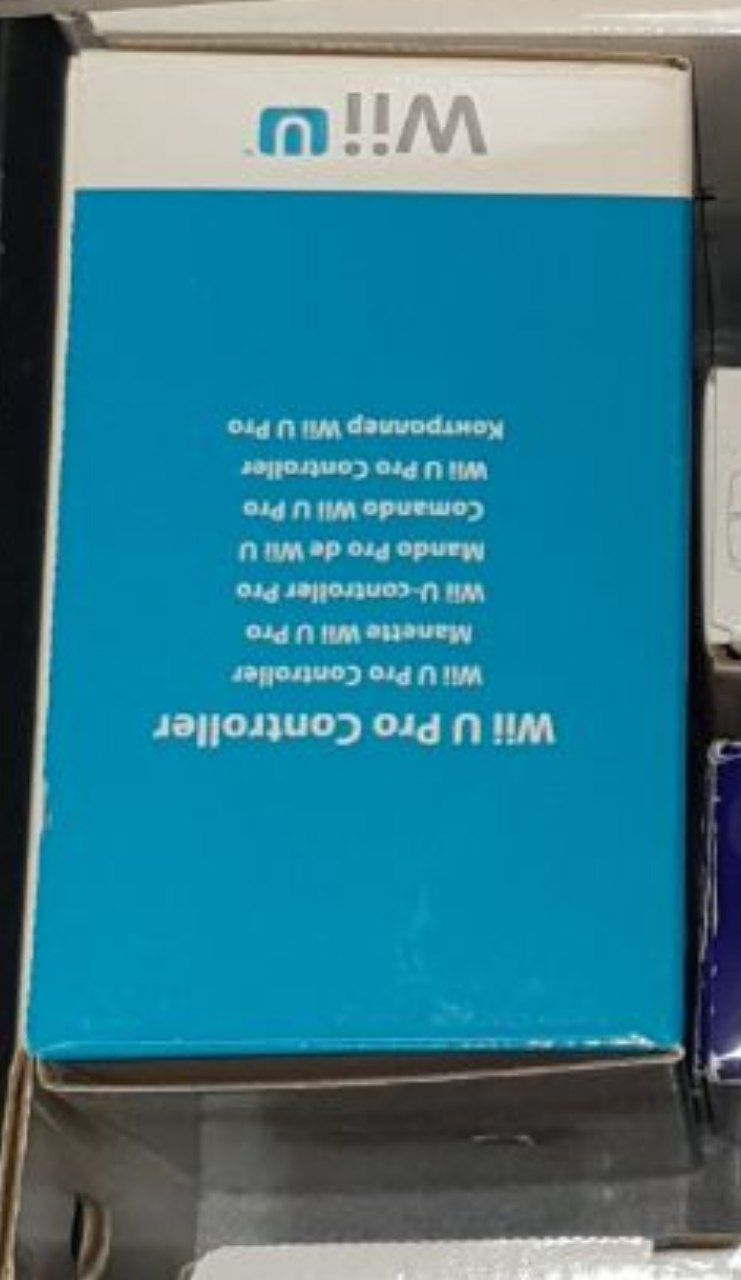 Wii U Pro Controller
Wii U Pro Controller
Manette Wii U Pro
Wii U-controller Pro
Mando Pro de Wii U
Comando Wii U Pro
Wii U Pro Controller
Контроллер Wii U Pro
Wii U™